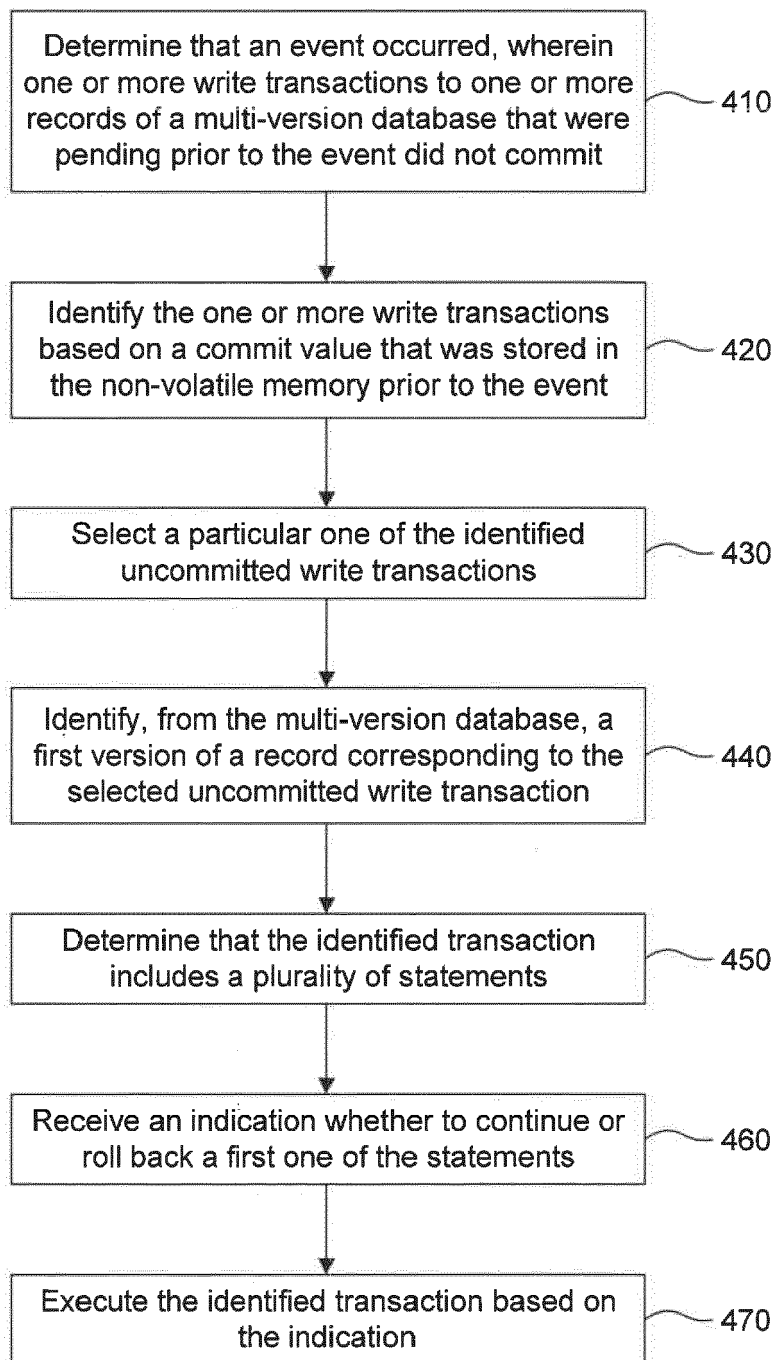 Determine that an event occurred, wherein
one or more write transactions to one or more
records of a multi-version database that were
pending prior to the event did not commit
410
Identify the one or more write transactions
based on a commit value that was stored in
the non-volatile memory prior to the event
420
Select a particular one of the identified
uncommitted write transactions
430
Identify, from the multi-version database, a
first version of a record corresponding to the
selected uncommitted write transaction
440
Determine that the identified transaction
includes a plurality of statements
450
Receive an indication whether to continue or
roll back a first one of the statements
460
Execute the identified transaction based on
the indication
470